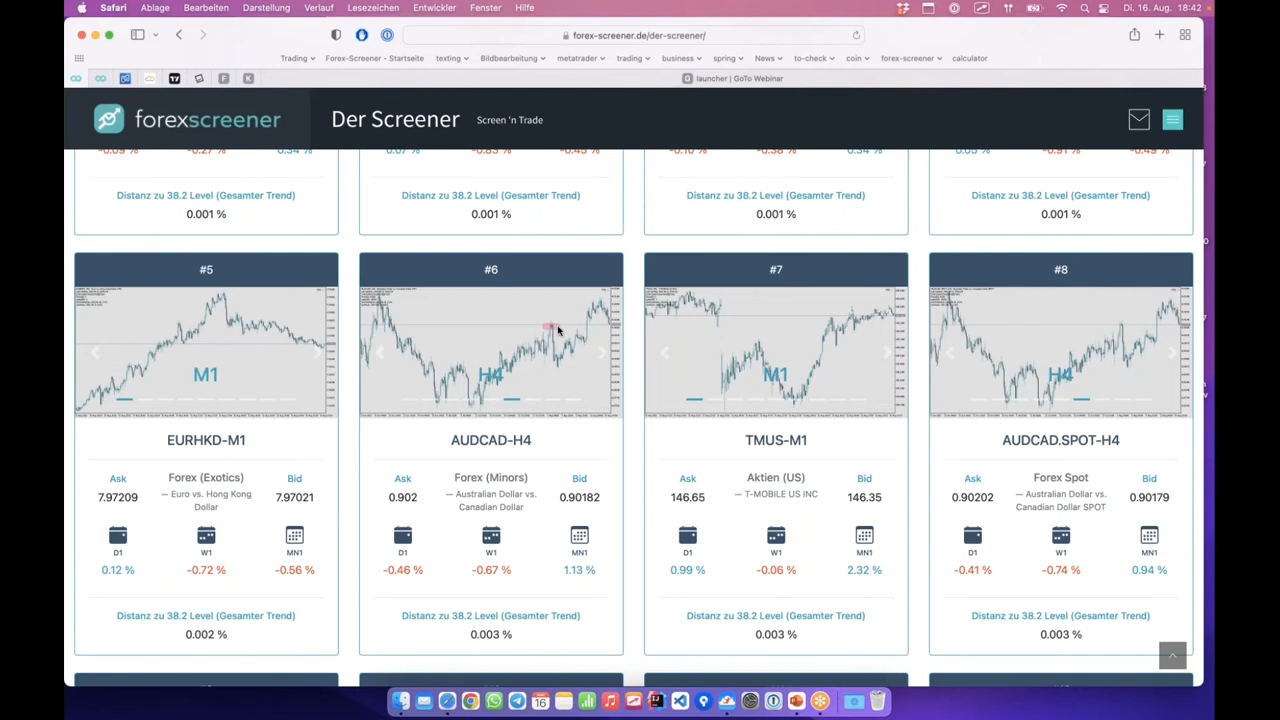 Safari Ablage Bearbeiten Darstellung Verlauf Lesezeichen Entwickler Fenster Hilfe Di. 16. Aug. 18:42
forex-screener.de/der-screener/
Trading Forex-Screener - Startseite texting Bildbearbeitung metatrader trading business spring News to-check coin forex-screener calculator
launcher | GoTo Webinar
forexscreener Der Screener Screen 'n Trade
Distanz zu 38.2 Level (Gesamter Trend) Distanz zu 38.2 Level (Gesamter Trend) Distanz zu 38.2 Level (Gesamter Trend) Distanz zu 38.2 Level (Gesamter Trend)
0.001 % 0.001 % 0.001 % 0.001 %
#5 #6 #7 #8
M1 H4 M1 H4
EURHKD-M1 AUDCAD-H4 TMUS-M1 AUDCAD.SPOT-H4
Ask Forex (Exotics) Bid Ask Forex (Minors) Bid Ask Aktien (US) Bid Ask Forex Spot Bid
7.97209 — Euro vs. Hong Kong 7.97021 0.902 — Australian Dollar vs. 0.90182 146.65 — T-MOBILE US INC 146.35 0.90202 — Australian Dollar vs. 0.90179
Dollar Canadian Dollar Canadian Dollar SPOT
D1 W1 MN1 D1 W1 MN1 D1 W1 MN1 D1 W1 MN1
0.12 % -0.72 % -0.56 % -0.46 % -0.67 % 1.13 % 0.99 % -0.06 % 2.32 % -0.41 % -0.74 % 0.94 %
Distanz zu 38.2 Level (Gesamter Trend) Distanz zu 38.2 Level (Gesamter Trend) Distanz zu 38.2 Level (Gesamter Trend) Distanz zu 38.2 Level (Gesamter Trend)
0.002 % 0.003 % 0.003 % 0.003 %